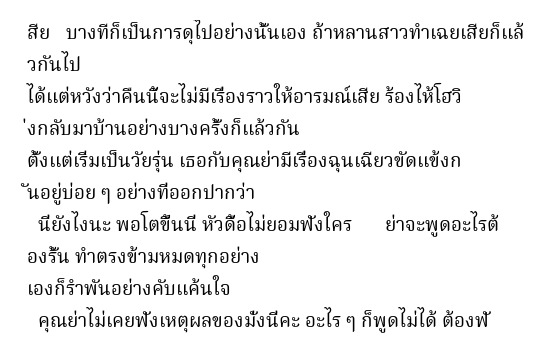 สีย   บางทีก็เป็นการดุไปอย่างนั้นเอง ถ้าหลานสาวทำเฉยเสียก็แล้
วกันไป
ได้แต่หวังว่าคืนนี้จะไม่มีเรื่องราวให้อารมณ์เสีย ร้องไห้โฮวิ
่งกลับมาบ้านอย่างบางครั้งก็แล้วกัน
ตั้งแต่เริ่มเป็นวัยรุ่น เธอกับคุณย่ามีเรื่องฉุนเฉียวขัดแข้งก
ันอยู่บ่อย ๆ อย่างที่ออกปากว่า
  นี่ยังไงนะ พอโตขึ้นนี่ หัวดื้อไม่ยอมฟังใคร      ย่าจะพูดอะไรต้
องรั้น ทำตรงข้ามหมดทุกอย่าง
เองก็รำพันอย่างคับแค้นใจ
  คุณย่าไม่เคยฟังเหตุผลของมั่งนี่คะ อะไร ๆ ก็พูดไม่ได้ ต้องฟั